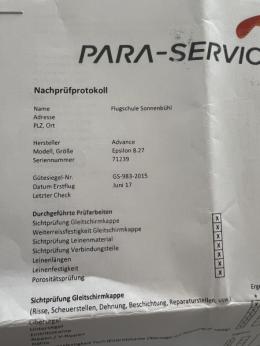 PARA-SERVIC
Nachprüfprotokoll
Name Flugschule Sonnenbühl
Adresse
PLZ, Ort
Hersteller Advance
Modell, Größe Epsilon 8-27
Seriennummer 71239
Gütesiegel-Nr. GS-983-2015
Datum Erstflug Juni 17
Letzter Check
Durchgeführte Prüfarbeiten
Sichtprüfung Gleitschirmkappe X
Weiterreissfestigkeit Gleitschirmkappe X
Sichtprüfung Leinenmaterial X
Sichtprüfung Verbindungsteile X
Leinenlängen X
Leinenfestigkeit X
Porositätsprüfung X
Sichtprüfung Gleitschirmkappe
(Risse, Scheuerstellen, Dehnung, Beschichtung, Reparaturstellen, usw.)
Obersegel
Untersegel